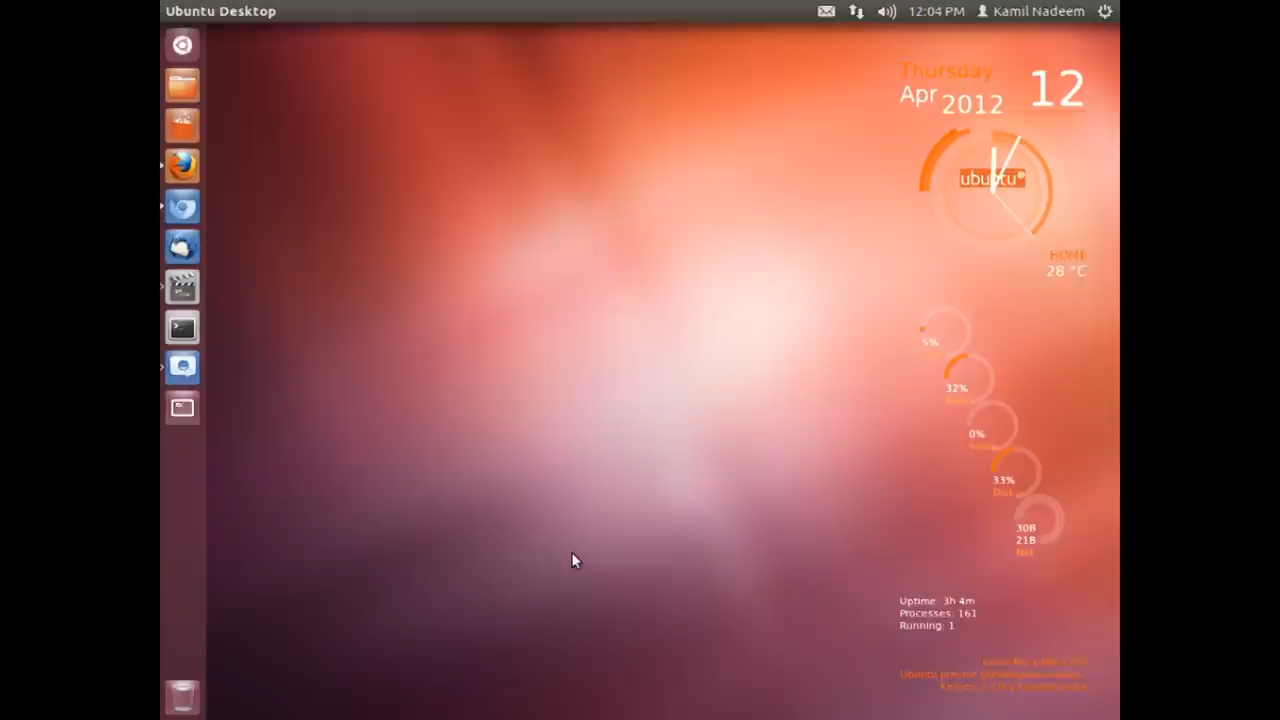 Ubuntu Desktop
12:04 PM Kamil Nadeem
Thursday
Apr 2012 12
ubuntu
HOME
28 °C
5%
32%
0%
33%
Disk
30B
21B
Net
Uptime: 3h 4m
Processes: 161
Running: 1
Ubuntu